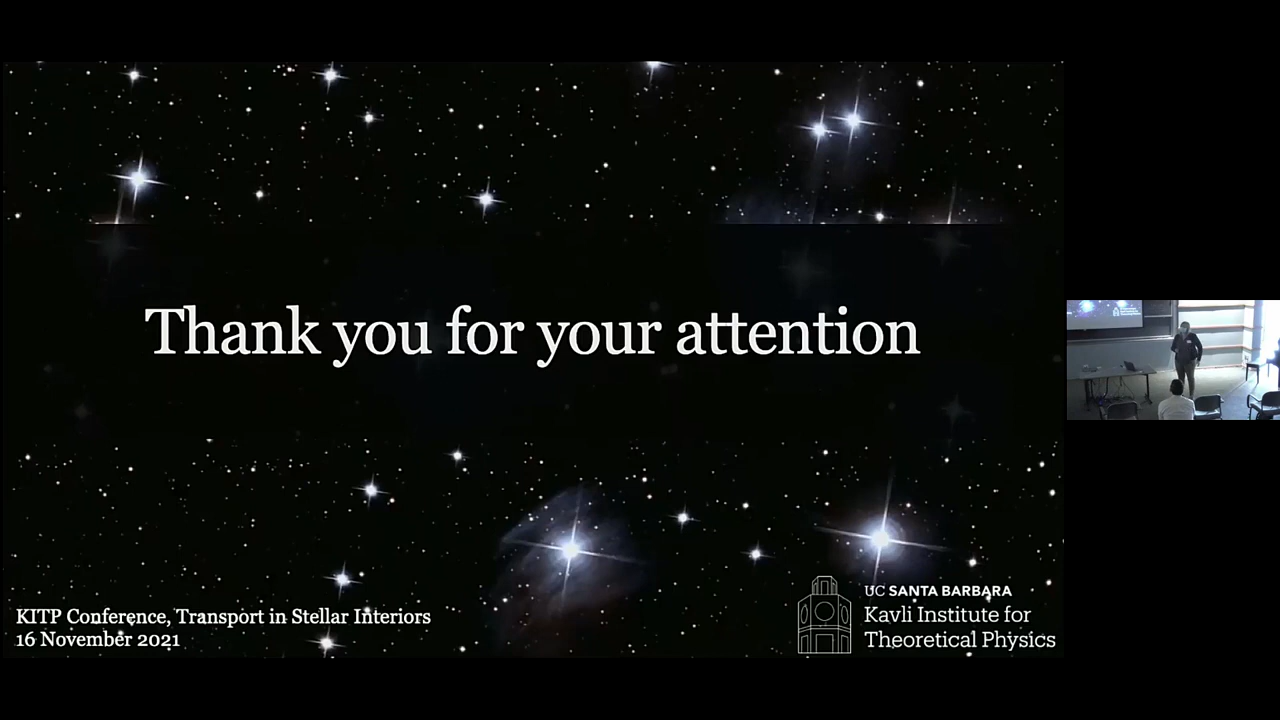 Thank you for your attention
KITP Conference, Transport in Stellar Interiors
16 November 2021
UC SANTA BARBARA
Kavli Institute for
Theoretical Physics